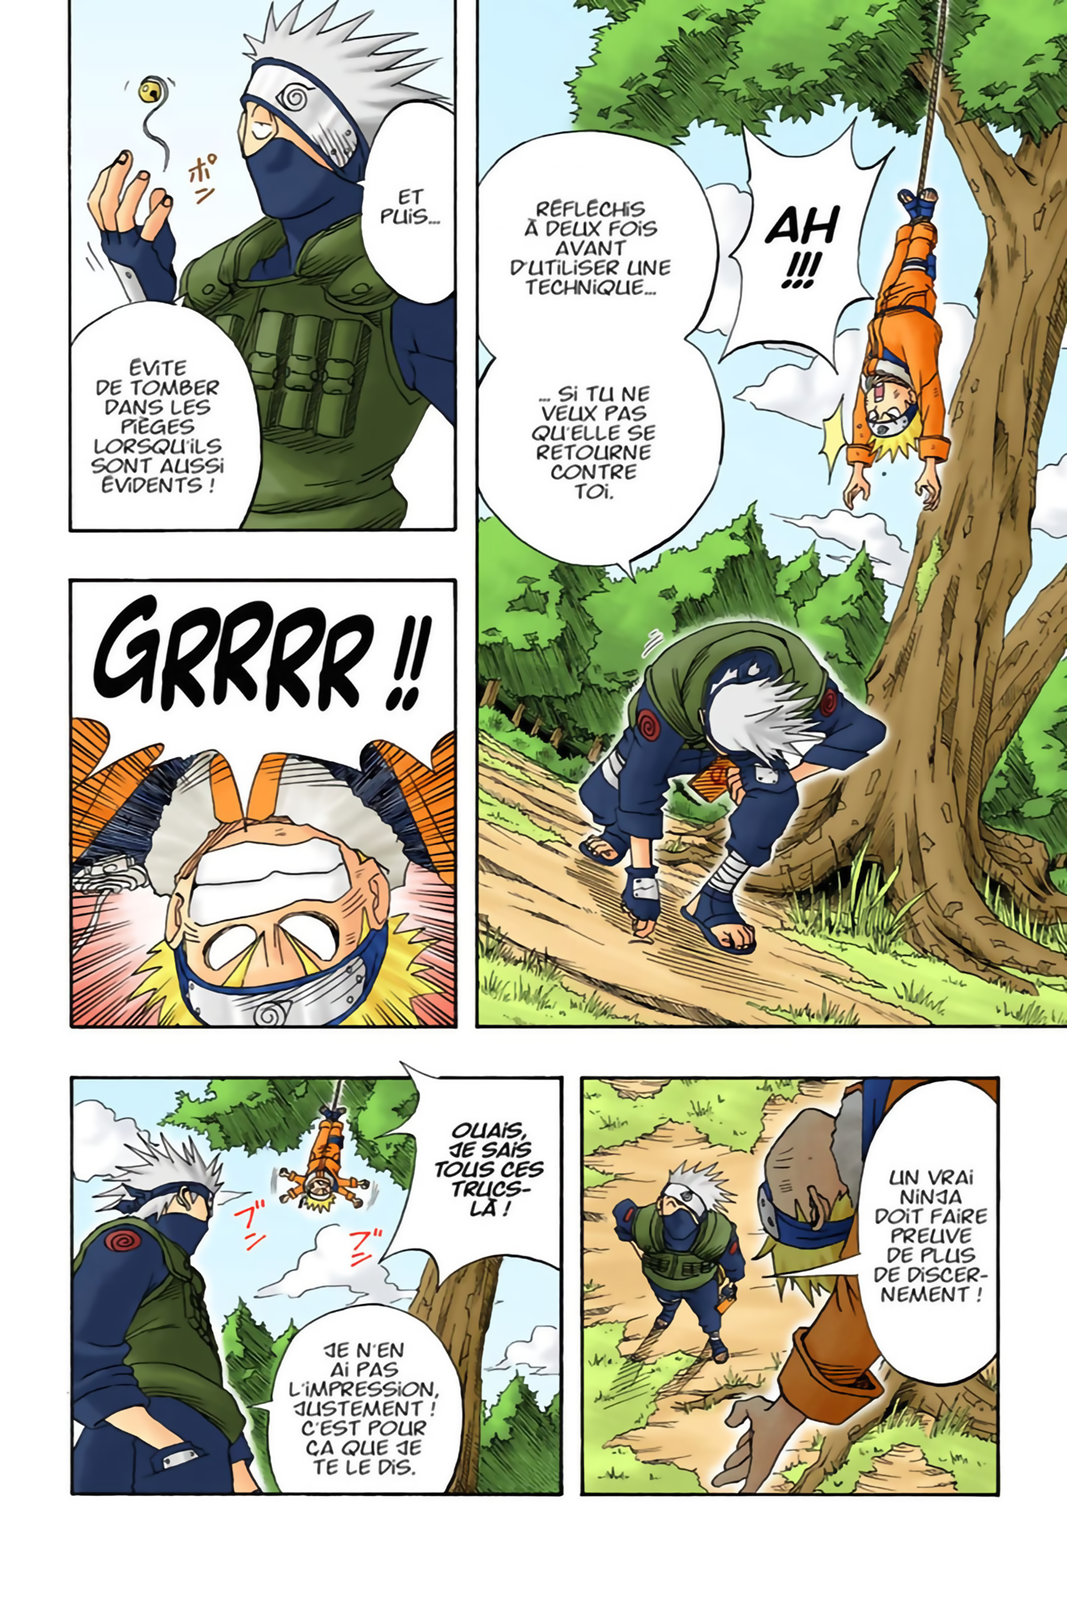 AH
!!!
RÉFLÉCHIS
À DEUX FOIS
AVANT
D'UTILISER UNE
TECHNIQUE...
... SI TU NE
VEUX PAS
QU'ELLE SE
RETOURNE
CONTRE
TOI.
ET
PUIS...
ポン
ÉVITE
DE TOMBER
DANS LES
PIÈGES
LORSQU'ILS
SONT AUSSI
ÉVIDENTS !
GRRRR !!
UN VRAI
NINJA
DOIT FAIRE
PREUVE
DE PLUS
DE DISCER-
NEMENT !
OUAIS,
JE SAIS
TOUS CES
TRUCS-
LÀ !
ブン
ブン
JE N'EN
AI PAS
L'IMPRESSION,
JUSTEMENT !
C'EST POUR
ÇA QUE JE
TE LE DIS.